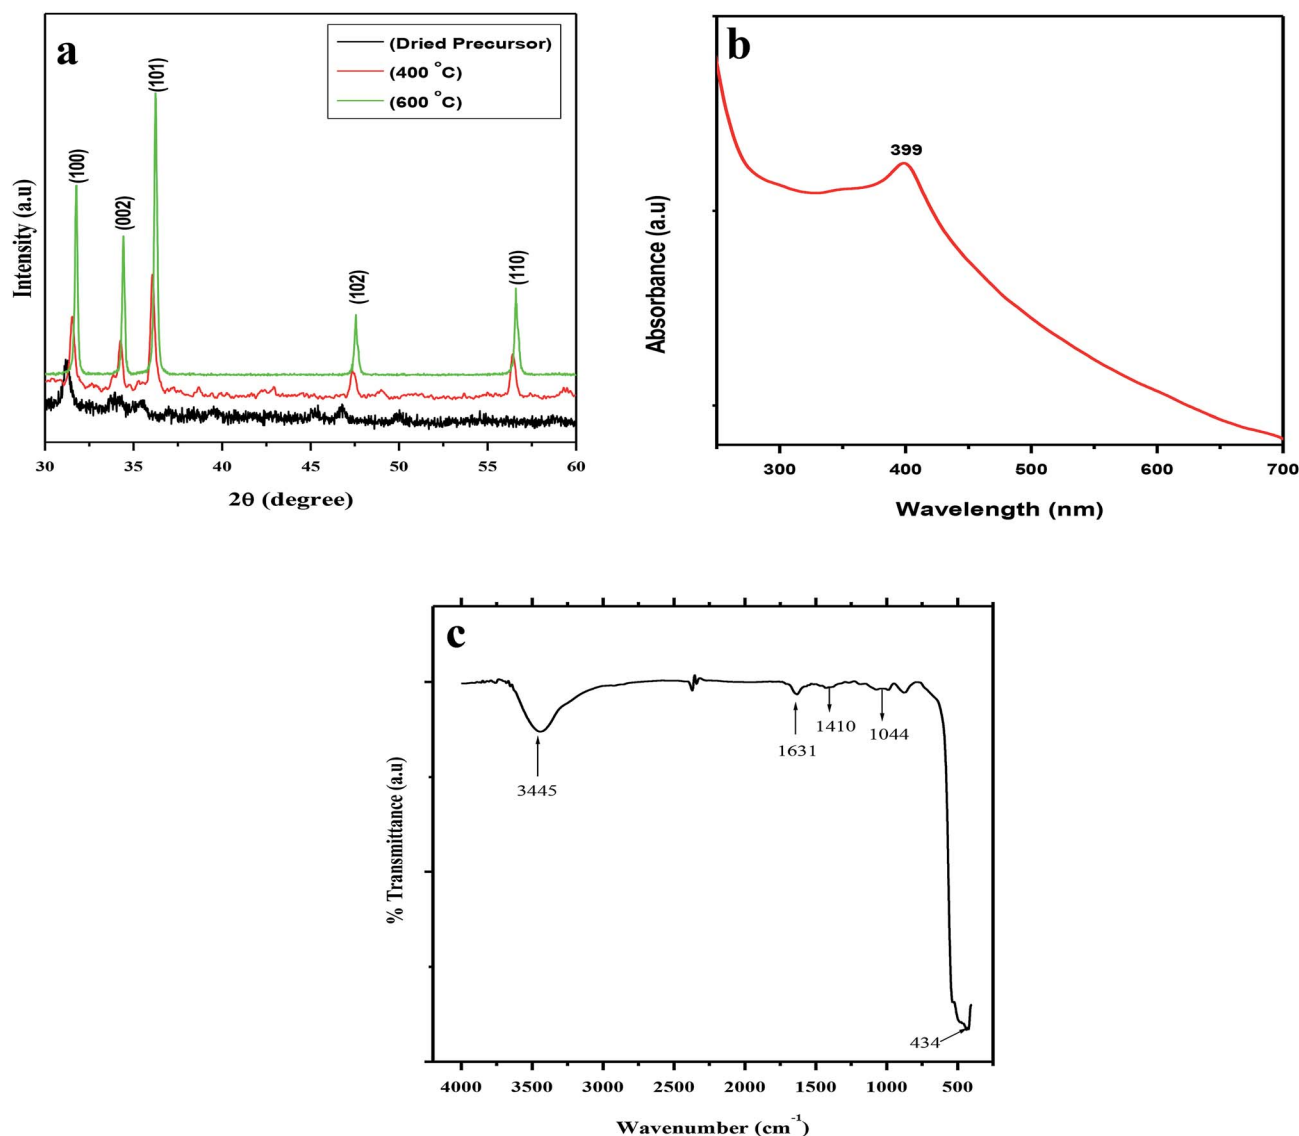 a
(Dried Precursor)
(400 °C)
(600 °C)
(100)
(002)
(101)
(102)
(110)
Intensity (a.u)
30 35 40 45 50 55 60
2θ (degree)
b
399
Absorbance (a.u)
300 400 500 600 700
Wavelength (nm)
c
3445
1631
1410
1044
434
% Transmittance (a.u)
4000 3500 3000 2500 2000 1500 1000 500
Wavenumber (cm⁻¹)